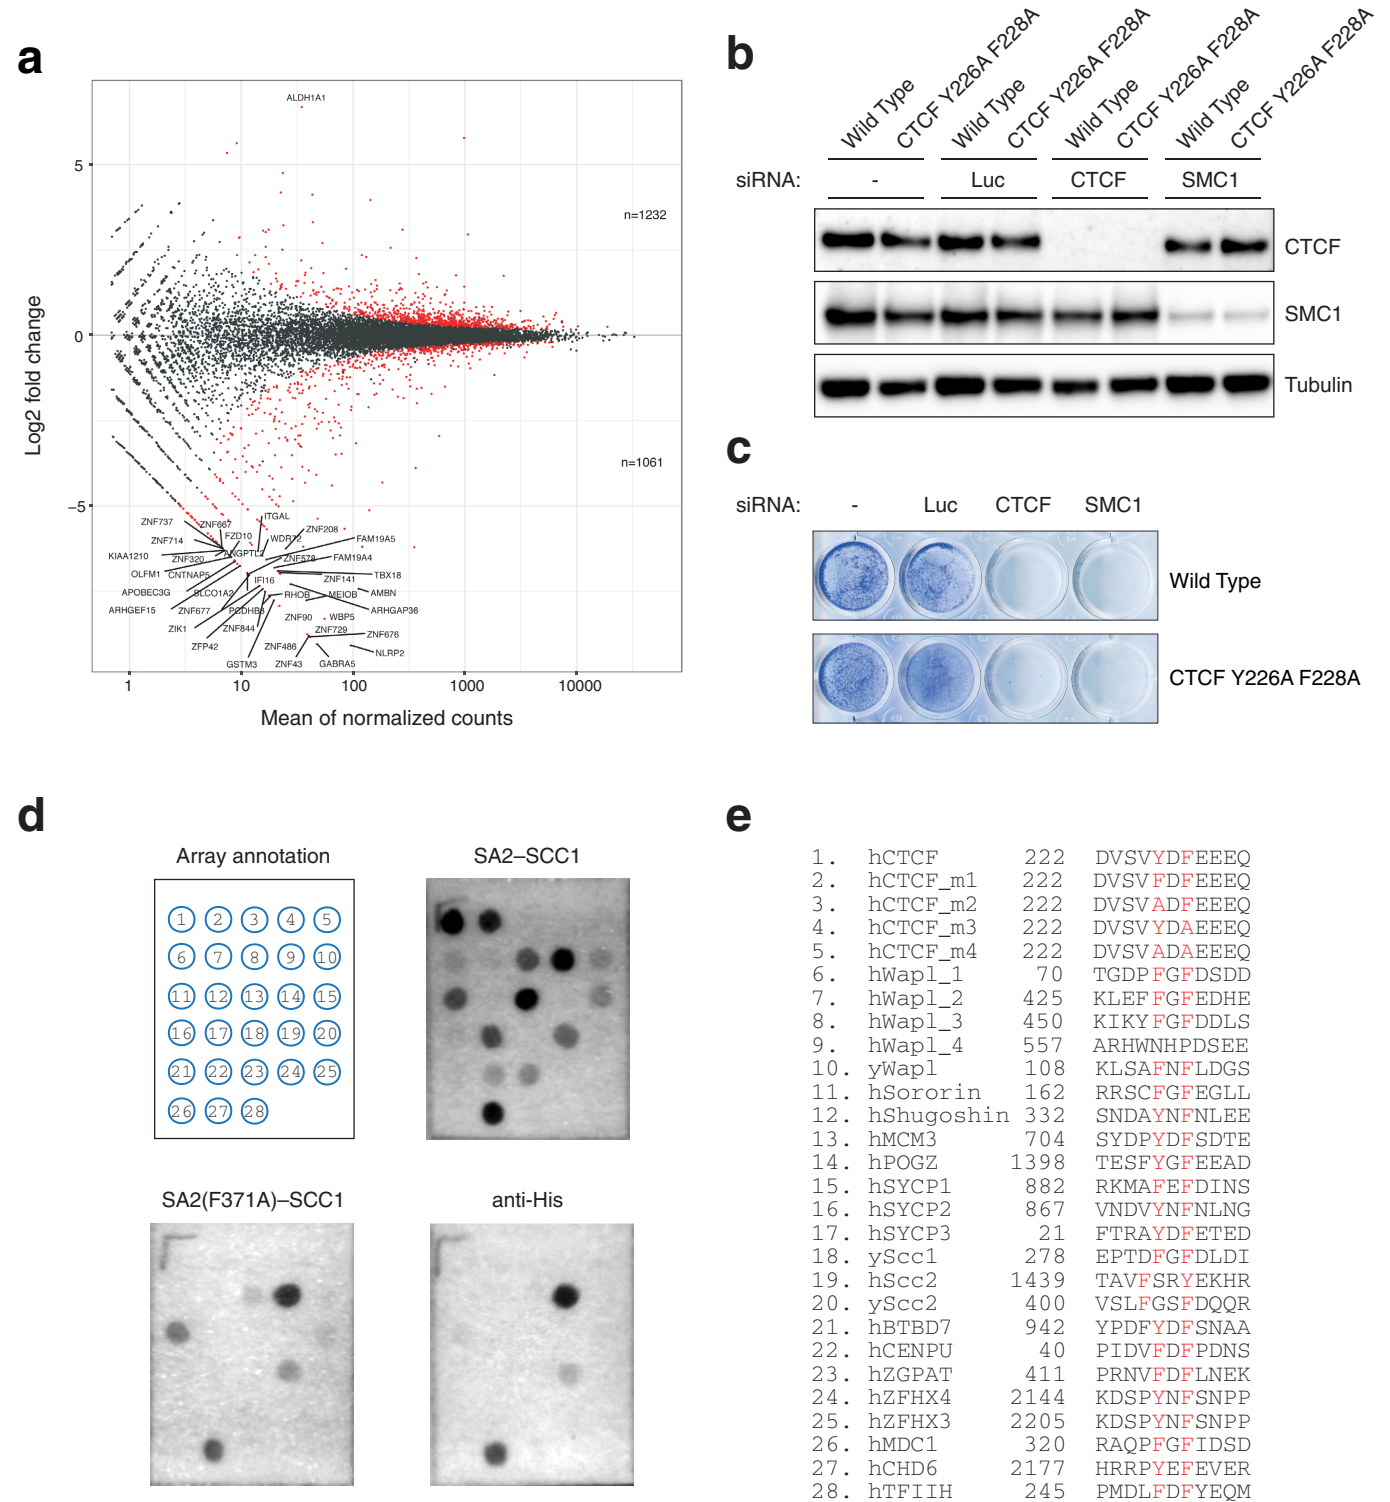 a
ALDH1A1
5
n=1232
0
n=1061
−5
Log2 fold change
ZNF737
ZNF667
ITGAL
ZNF208
ZNF714
FZD10
WDR72
FAM19A5
KIAA1210
ZNF320
ANGPTL2
ZNF578
FAM19A4
OLFM1
CNTNAP5
IFI16
ZNF141
TBX18
APOBEC3G
SLCO1A2
RHOB
MEIOB
AMBN
ARHGEF15
ZNF677
PCDHB3
ZNF90
WBP5
ARHGAP36
ZIK1
ZNF844
ZNF729
ZNF676
ZFP42
ZNF486
NLRP2
GSTM3
ZNF43
GABRA5
1
10
100
1000
10000
Mean of normalized counts
b
Wild Type
CTCF Y226A F228A
Wild Type
CTCF Y226A F228A
Wild Type
CTCF Y226A F228A
Wild Type
CTCF Y226A F228A
siRNA: - Luc CTCF SMC1
CTCF
SMC1
Tubulin
c
siRNA: - Luc CTCF SMC1
Wild Type
CTCF Y226A F228A
d
Array annotation
1 2 3 4 5
6 7 8 9 10
11 12 13 14 15
16 17 18 19 20
21 22 23 24 25
26 27 28
SA2–SCC1
SA2(F371A)–SCC1
anti-His
e
1. hCTCF 222 DVSVYDFEEEQ
2. hCTCF_m1 222 DVSVFDFEEEQ
3. hCTCF_m2 222 DVSVADFEEEQ
4. hCTCF_m3 222 DVSVYDAEEEQ
5. hCTCF_m4 222 DVSVADAEEEQ
6. hWapl_1 70 TGDPFGFDSDD
7. hWapl_2 425 KLEFFGFEDHE
8. hWapl_3 450 KIKYFGFDDLS
9. hWapl_4 557 ARHWNHPDSEE
10. yWapl 108 KLSAFNFLDGS
11. hSororin 162 RRSCFGFEGLL
12. hShugoshin 332 SNDAYNFNLEE
13. hMCM3 704 SYDPYDFSDTE
14. hPOGZ 1398 TESFYGFEEAD
15. hSYCP1 882 RKMAFEFDINS
16. hSYCP2 867 VNDVYNFNLNG
17. hSYCP3 21 FTRAYDFETED
18. yScc1 278 EPTDFGFDLDI
19. hScc2 1439 TAVFSRYEKHR
20. yScc2 400 VSLFGSFDQQR
21. hBTBD7 942 YPDFYDFSNAA
22. hCENPU 40 PIDVFDFPDNS
23. hZGPAT 411 PRNVFDFLNEK
24. hZFHX4 2144 KDSPYNFSNPP
25. hZFHX3 2205 KDSPYNFSNPP
26. hMDC1 320 RAQPFGFIDSD
27. hCHD6 2177 HRRPYEFEVER
28. hTFIIH 245 PMDLFDFYEQM